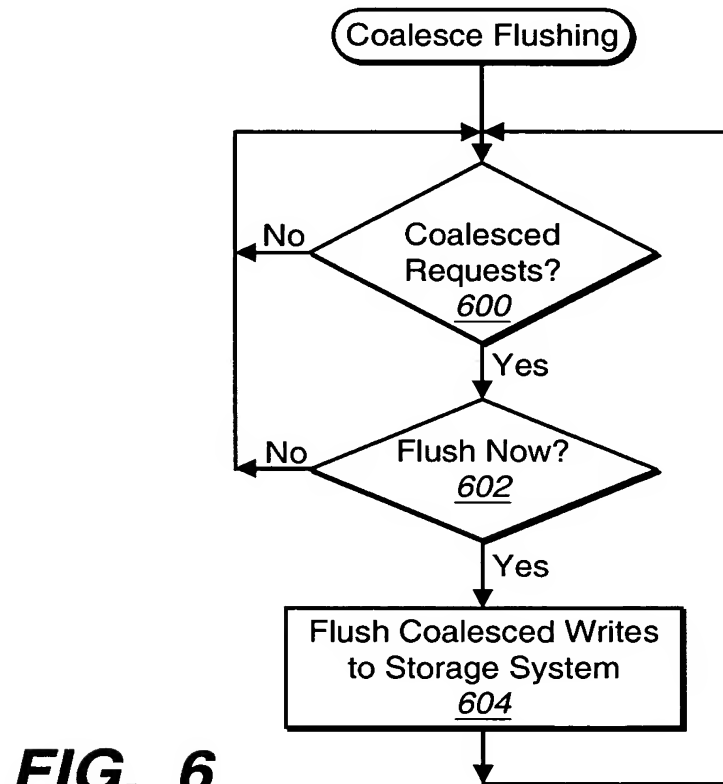 Coalesce Flushing
Coalesced
Requests?
600
No
Yes
Flush Now?
602
No
Yes
Flush Coalesced Writes
to Storage System
604
FIG. 6